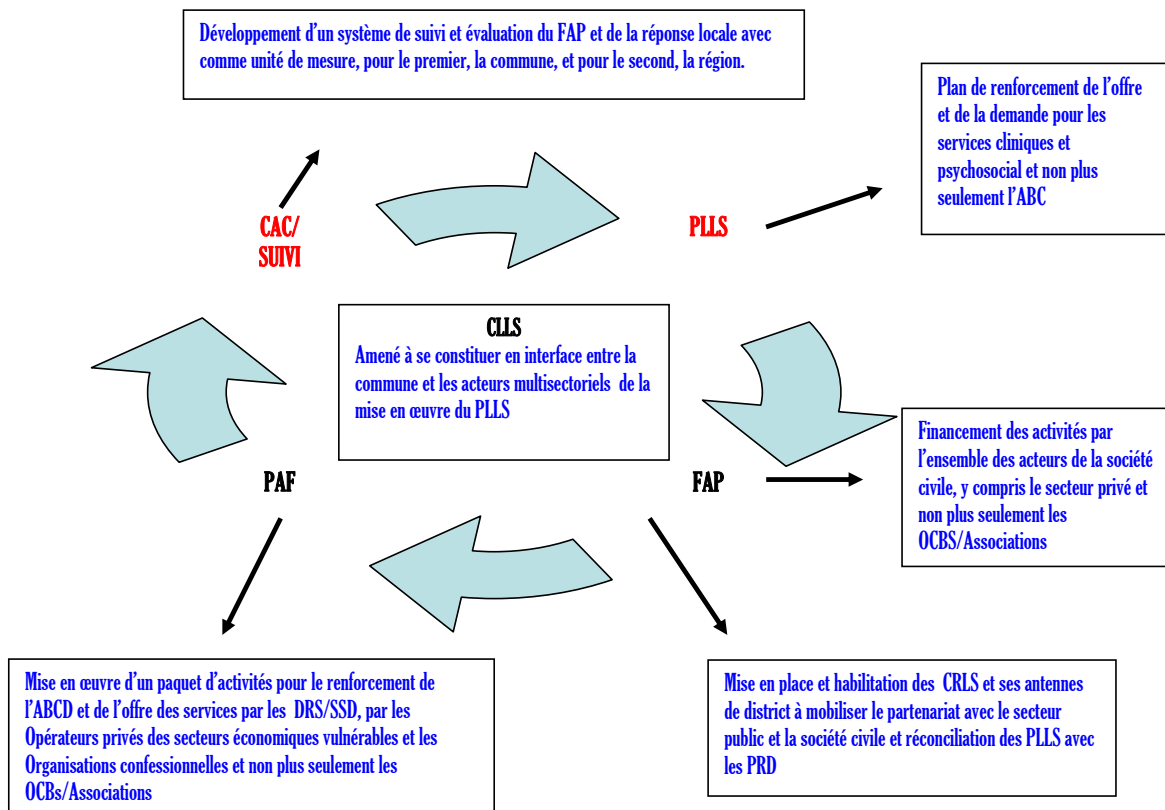 Développement d'un système de suivi et évaluation du FAP et de la réponse locale avec
comme unité de mesure, pour le premier, la commune, et pour le second, la région.
Plan de renforcement de l'offre
et de la demande pour les
services cliniques et
psychosocial et non plus
seulement l'ABC
CAC/
SUIVI
PLLS
CLLS
Amené à se constituer en interface entre la
commune et les acteurs multisectoriels de la
mise en œuvre du PLLS
Financement des activités par
l'ensemble des acteurs de la société
civile, y compris le secteur privé et
non plus seulement les
OCBS/Associations
PAF
FAP
Mise en œuvre d'un paquet d'activités pour le renforcement de
l'ABCD et de l'offre des services par les DRS/SSD, par les
Opérateurs privés des secteurs économiques vulnérables et les
Organisations confessionnelles et non plus seulement les
OCBs/Associations
Mise en place et habilitation des CRLS et ses antennes
de district à mobiliser le partenariat avec le secteur
public et la société civile et réconciliation des PLLS avec
les PRD